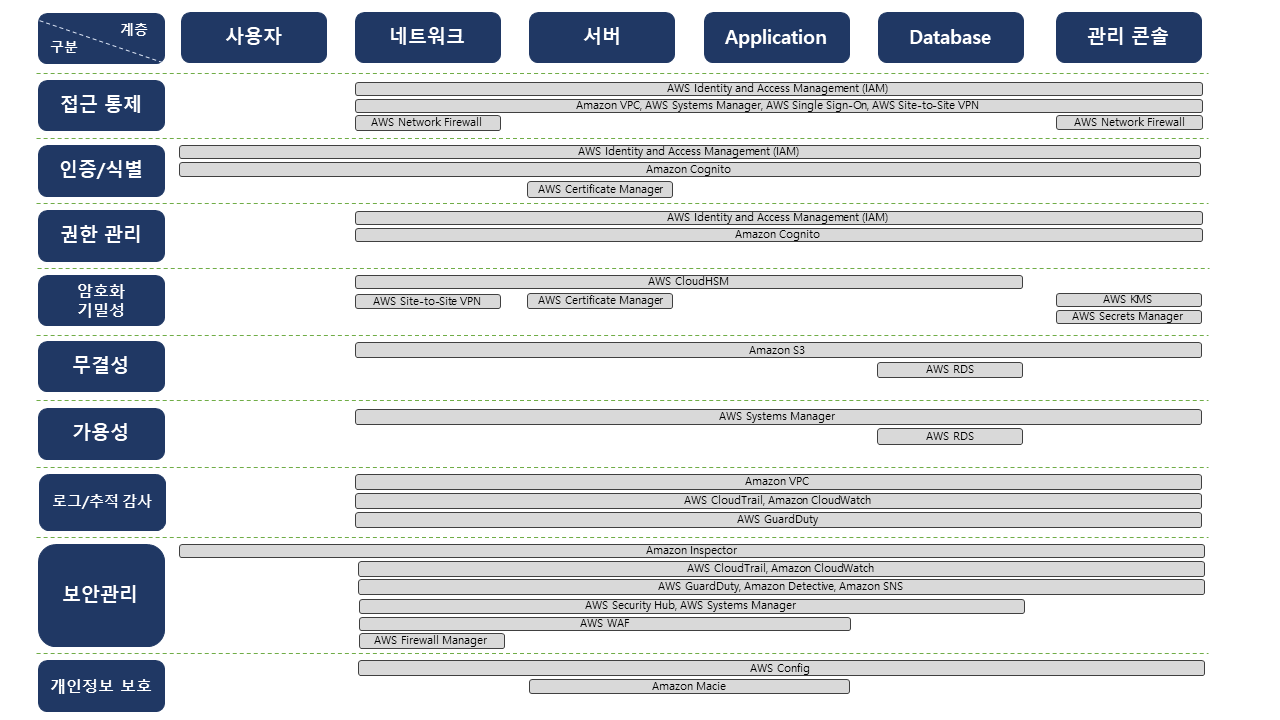 계층
구분
사용자
네트워크
서버
Application
Database
관리 콘솔
접근 통제
AWS Identity and Access Management (IAM)
Amazon VPC, AWS Systems Manager, AWS Single Sign-On, AWS Site-to-Site VPN
AWS Network Firewall
AWS Network Firewall
인증/식별
AWS Identity and Access Management (IAM)
Amazon Cognito
AWS Certificate Manager
권한 관리
AWS Identity and Access Management (IAM)
Amazon Cognito
암호화
기밀성
AWS CloudHSM
AWS Site-to-Site VPN
AWS Certificate Manager
AWS KMS
AWS Secrets Manager
무결성
Amazon S3
AWS RDS
가용성
AWS Systems Manager
AWS RDS
로그/추적 감사
Amazon VPC
AWS CloudTrail, Amazon CloudWatch
AWS GuardDuty
보안관리
Amazon Inspector
AWS CloudTrail, Amazon CloudWatch
AWS GuardDuty, Amazon Detective, Amazon SNS
AWS Security Hub, AWS Systems Manager
AWS WAF
AWS Firewall Manager
개인정보 보호
AWS Config
Amazon Macie